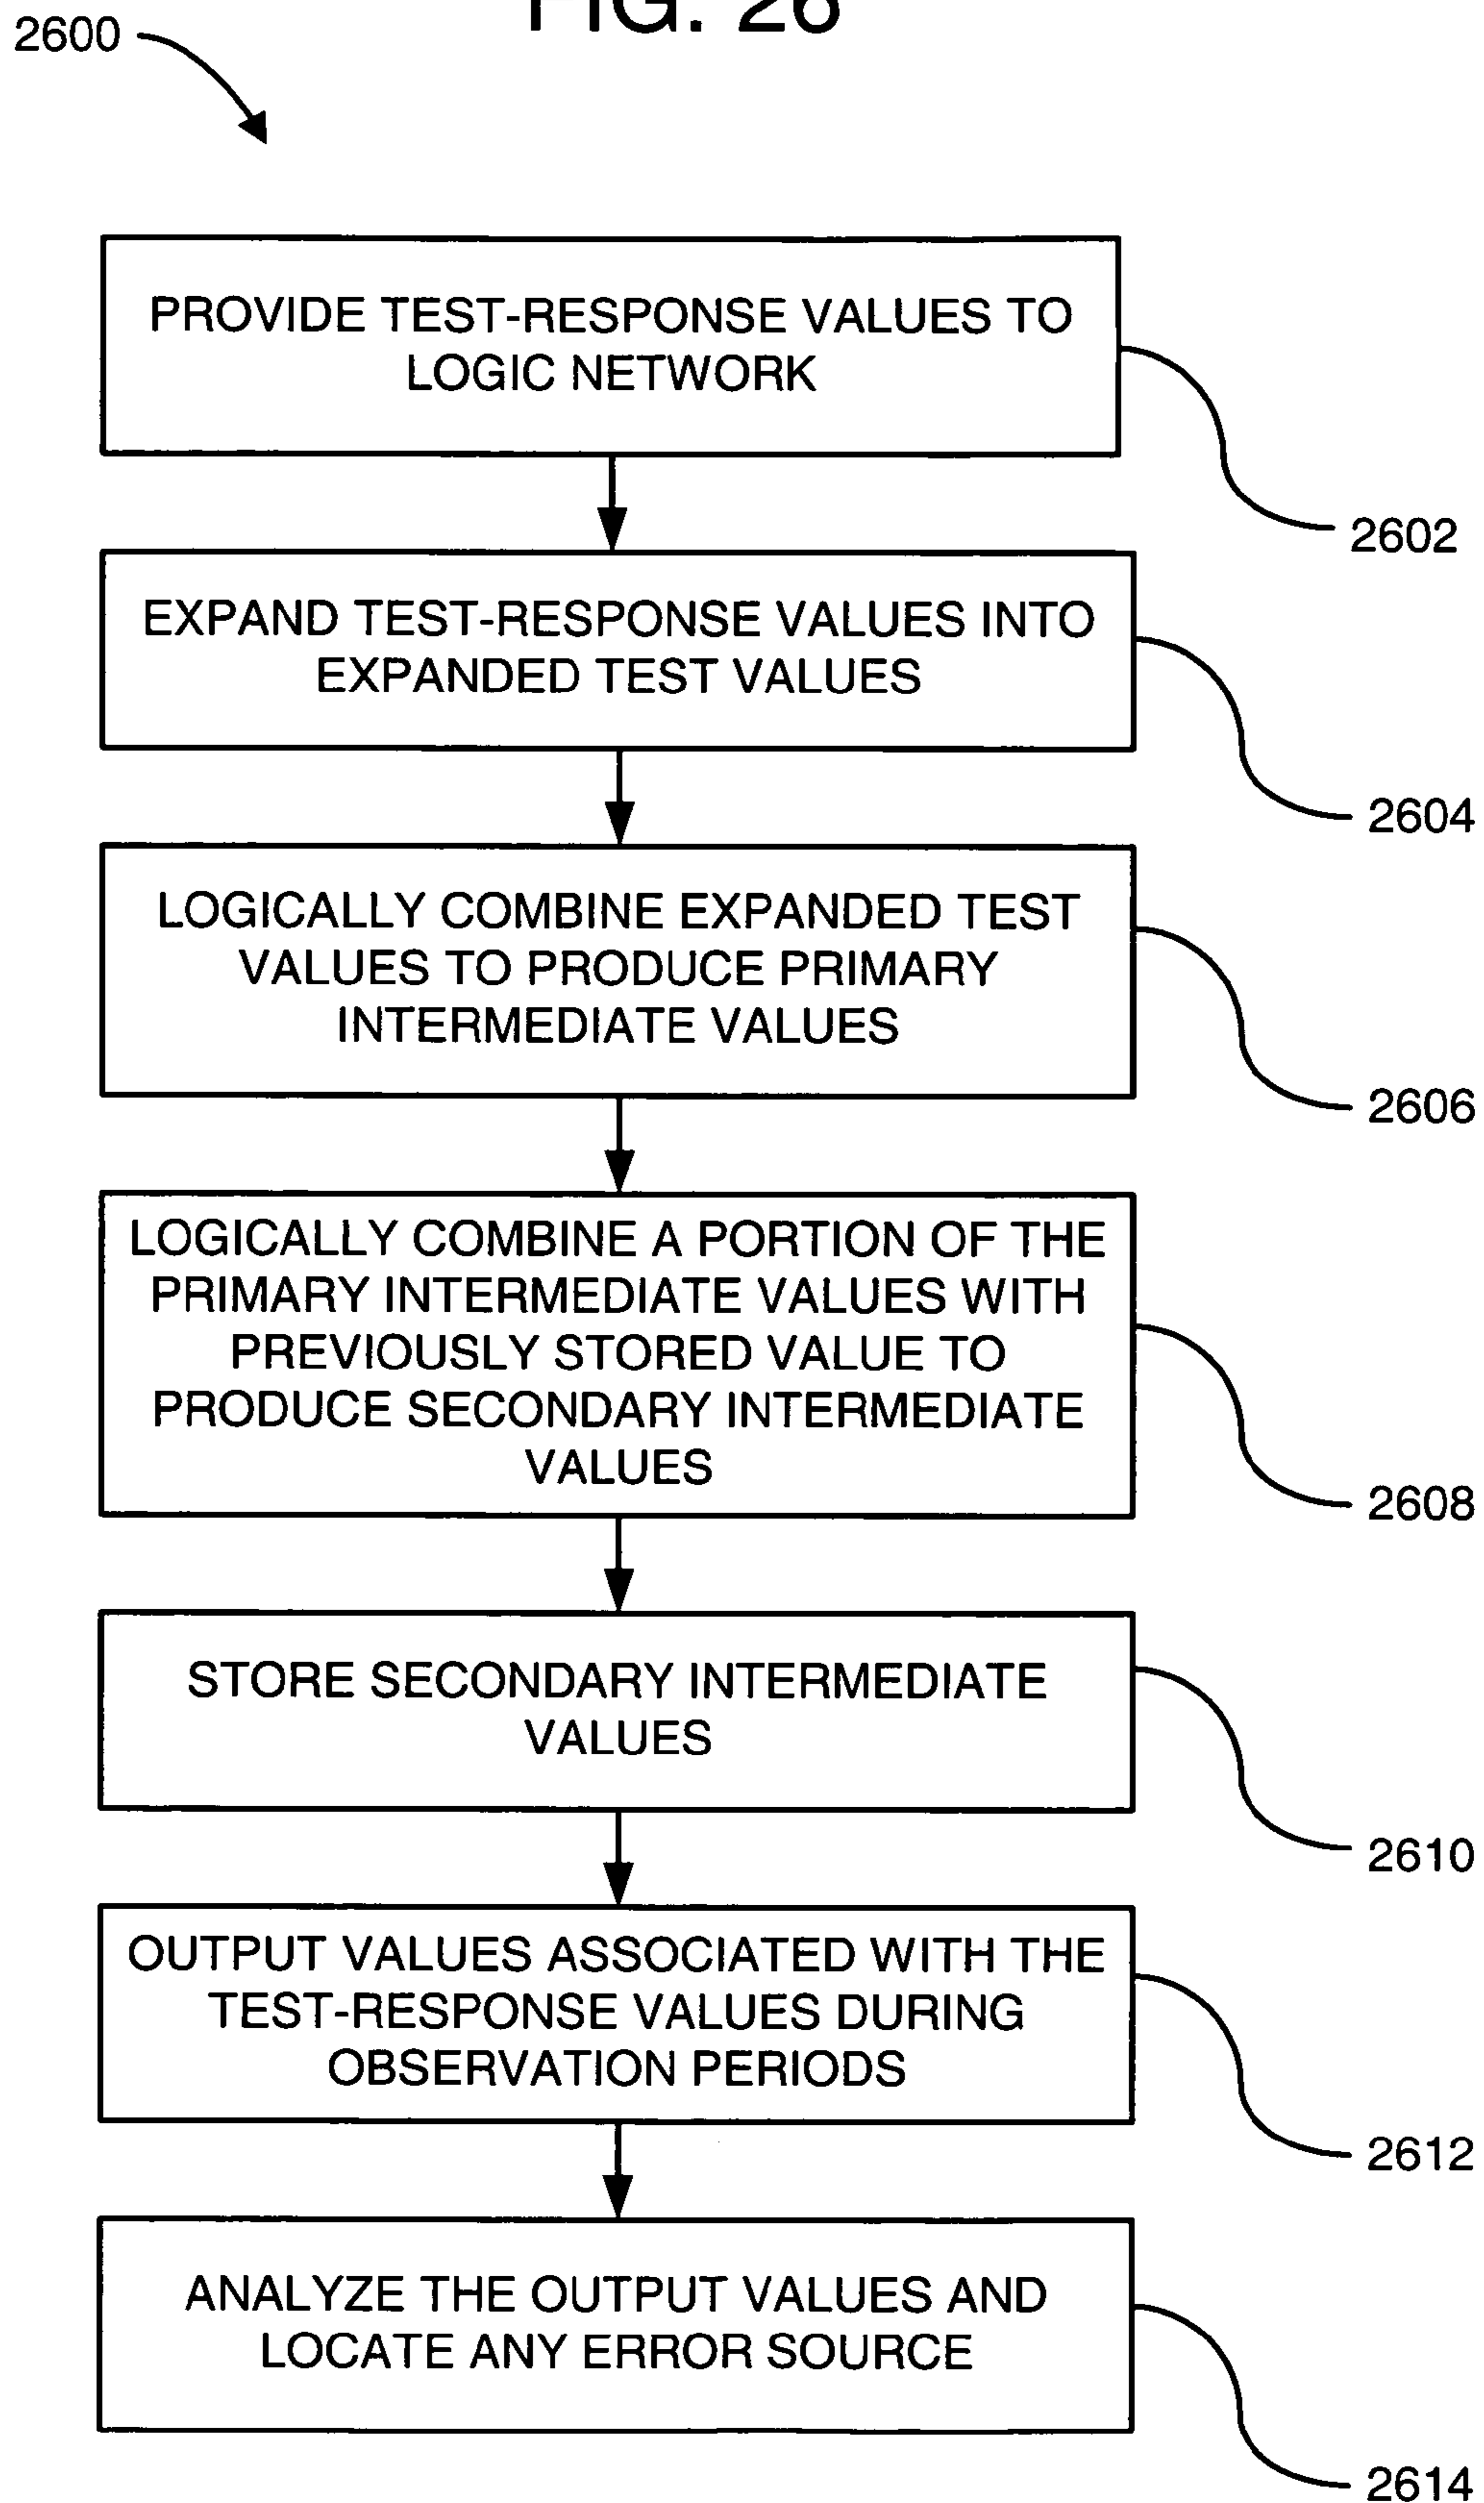 FIG. 26
2600
PROVIDE TEST-RESPONSE VALUES TO
LOGIC NETWORK
2602
EXPAND TEST-RESPONSE VALUES INTO
EXPANDED TEST VALUES
2604
LOGICALLY COMBINE EXPANDED TEST
VALUES TO PRODUCE PRIMARY
INTERMEDIATE VALUES
2606
LOGICALLY COMBINE A PORTION OF THE
PRIMARY INTERMEDIATE VALUES WITH
PREVIOUSLY STORED VALUE TO
PRODUCE SECONDARY INTERMEDIATE
VALUES
2608
STORE SECONDARY INTERMEDIATE
VALUES
2610
OUTPUT VALUES ASSOCIATED WITH THE
TEST-RESPONSE VALUES DURING
OBSERVATION PERIODS
2612
ANALYZE THE OUTPUT VALUES AND
LOCATE ANY ERROR SOURCE
2614